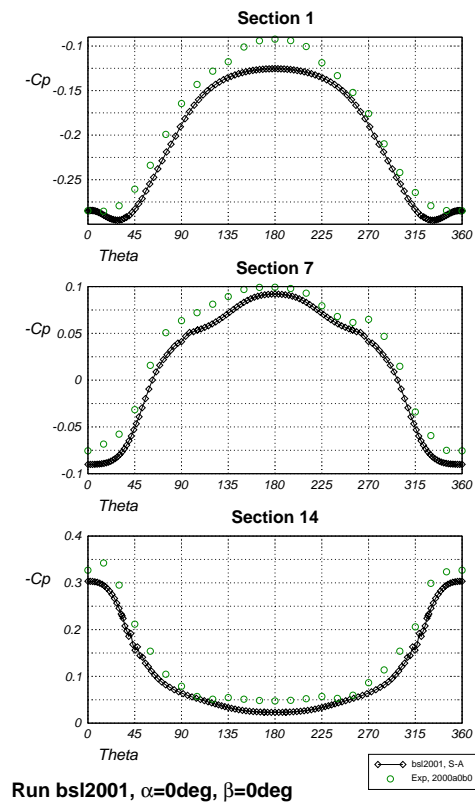 Section 1
-0.1
-Cp
-0.15
-0.2
-0.25
0 45 90 135 180 225 270 315 360
Theta
Section 7
0.1
-Cp
0.05
0
-0.05
-0.1
0 45 90 135 180 225 270 315 360
Theta
Section 14
0.4
-Cp
0.3
0.2
0.1
0
0 45 90 135 180 225 270 315 360
Theta
bsl2001, S-A
Exp, 2000a0b0
Run bsl2001, α=0deg, β=0deg